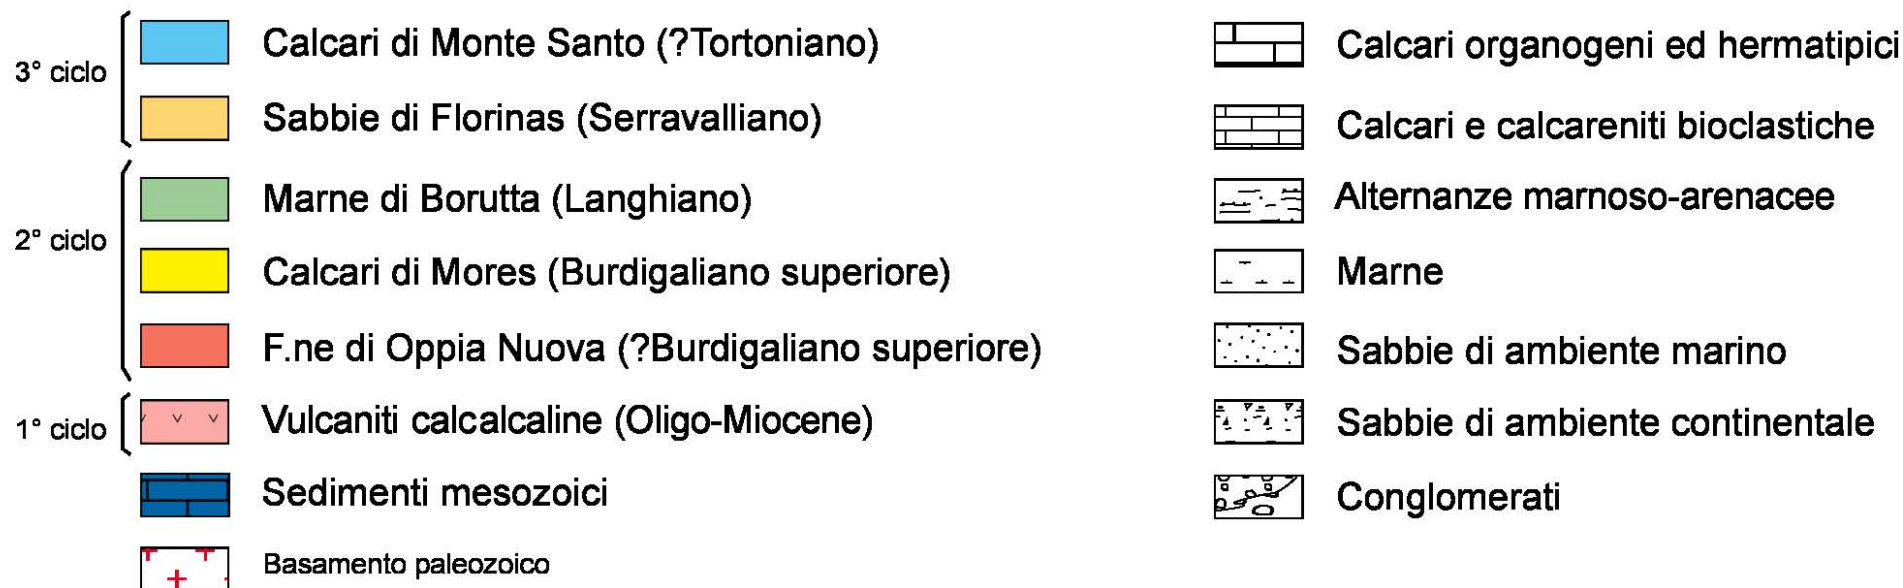 3° ciclo
Calcari di Monte Santo (?Tortoniano)
Sabbie di Florinas (Serravalliano)
2° ciclo
Marne di Borutta (Langhiano)
Calcari di Mores (Burdigaliano superiore)
F.ne di Oppia Nuova (?Burdigaliano superiore)
1° ciclo
Vulcaniti calcalcaline (Oligo-Miocene)
Sedimenti mesozoici
Basamento paleozoico
Calcari organogeni ed hermatipici
Calcari e calcareniti bioclastiche
Alternanze marnoso-arenacee
Marne
Sabbie di ambiente marino
Sabbie di ambiente continentale
Conglomerati